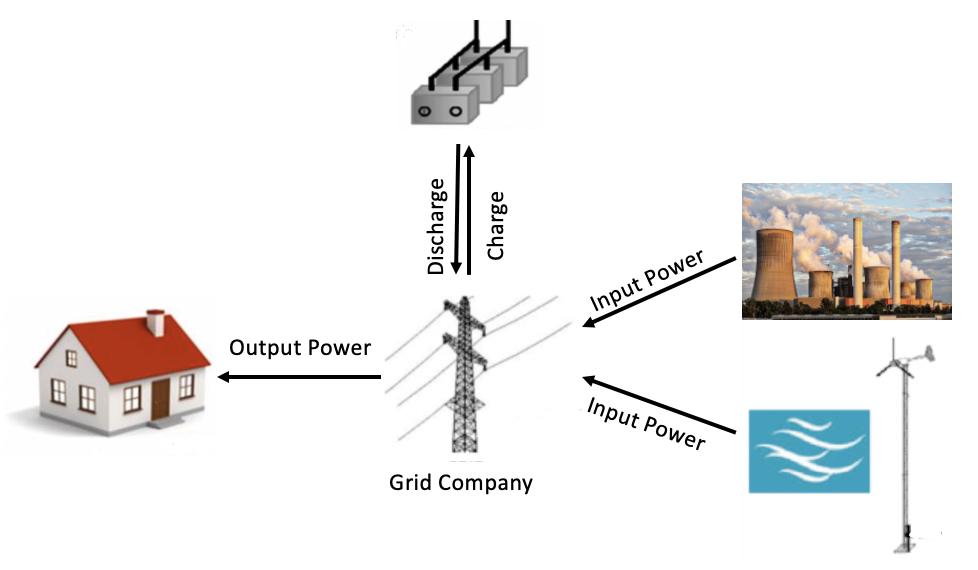 Discharge
Charge
Input Power
Output Power
Input Power
Grid Company